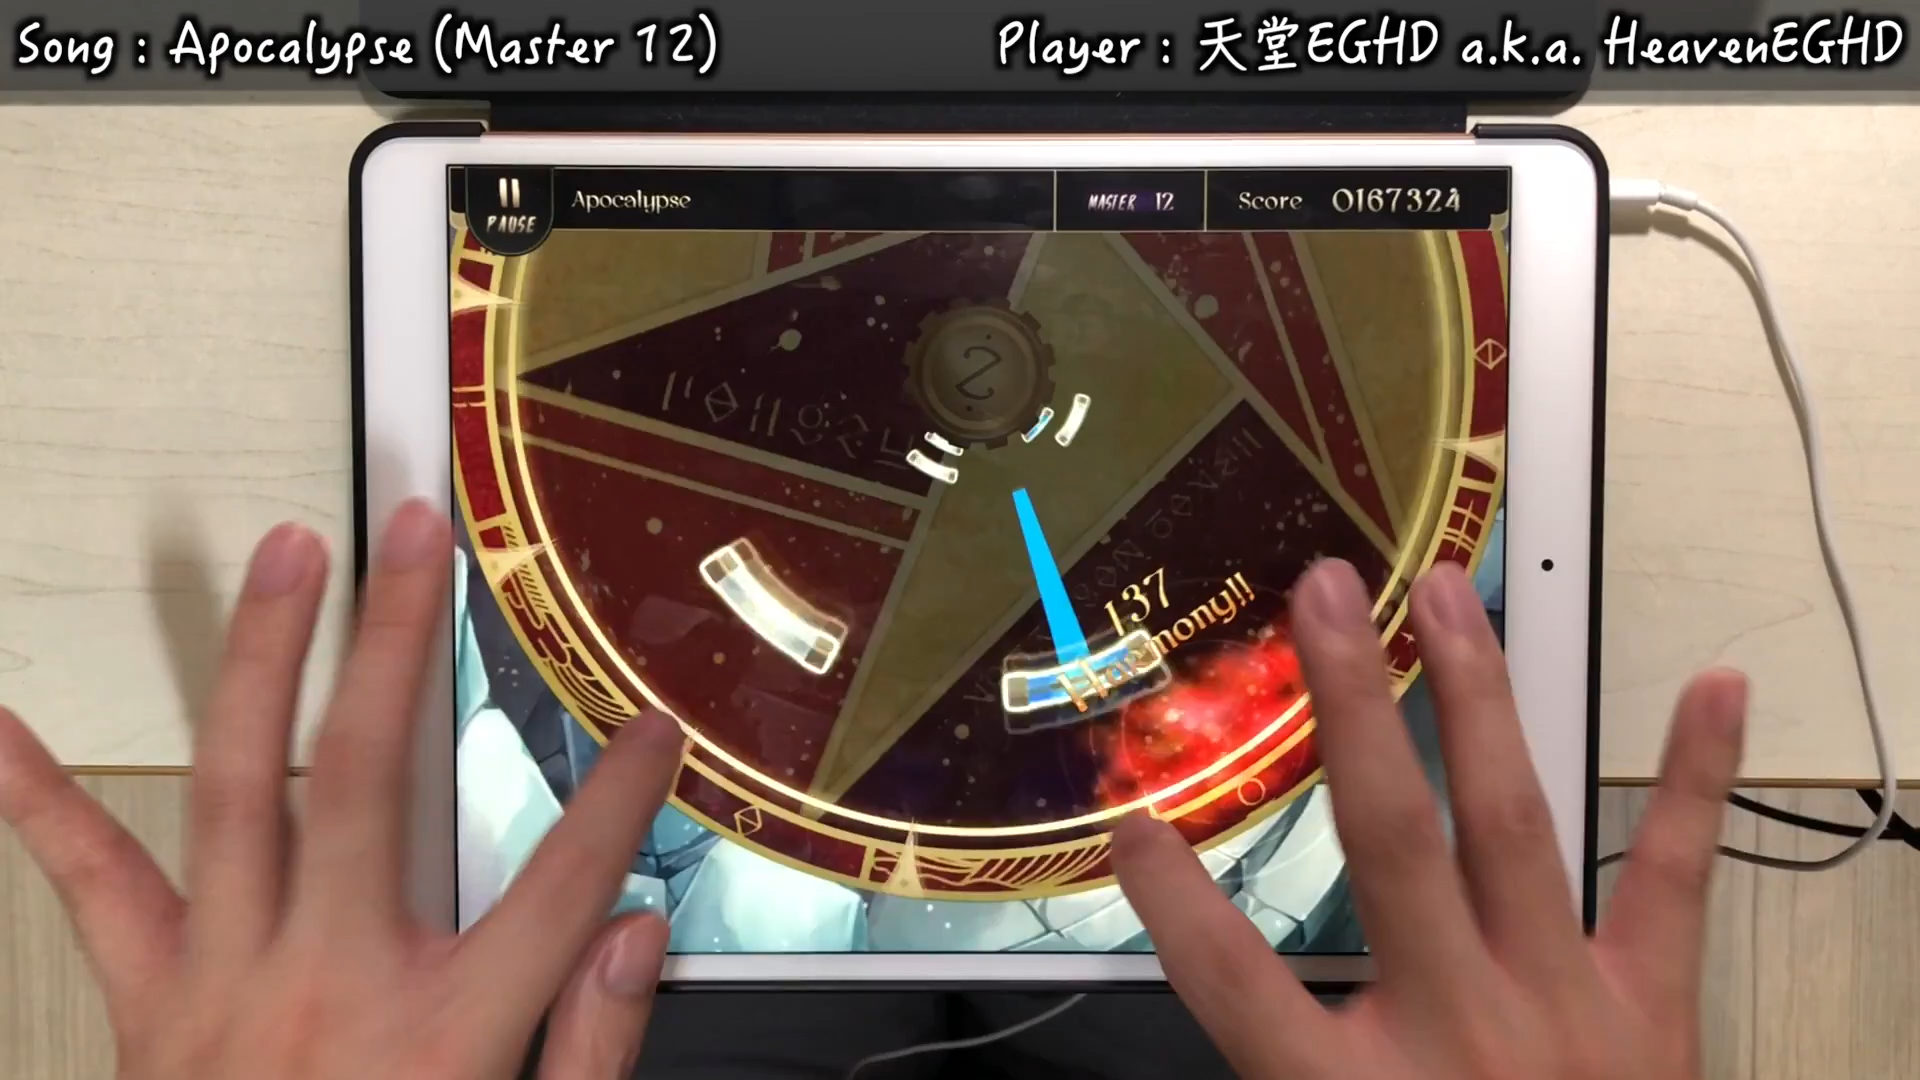 Song : Apocalypse (Master 12)
Player : 天堂EGHD a.k.a. HeavenEGHD
PAUSE
Apocalypse
MASTER 12
Score 0167324
137
Harmony!!